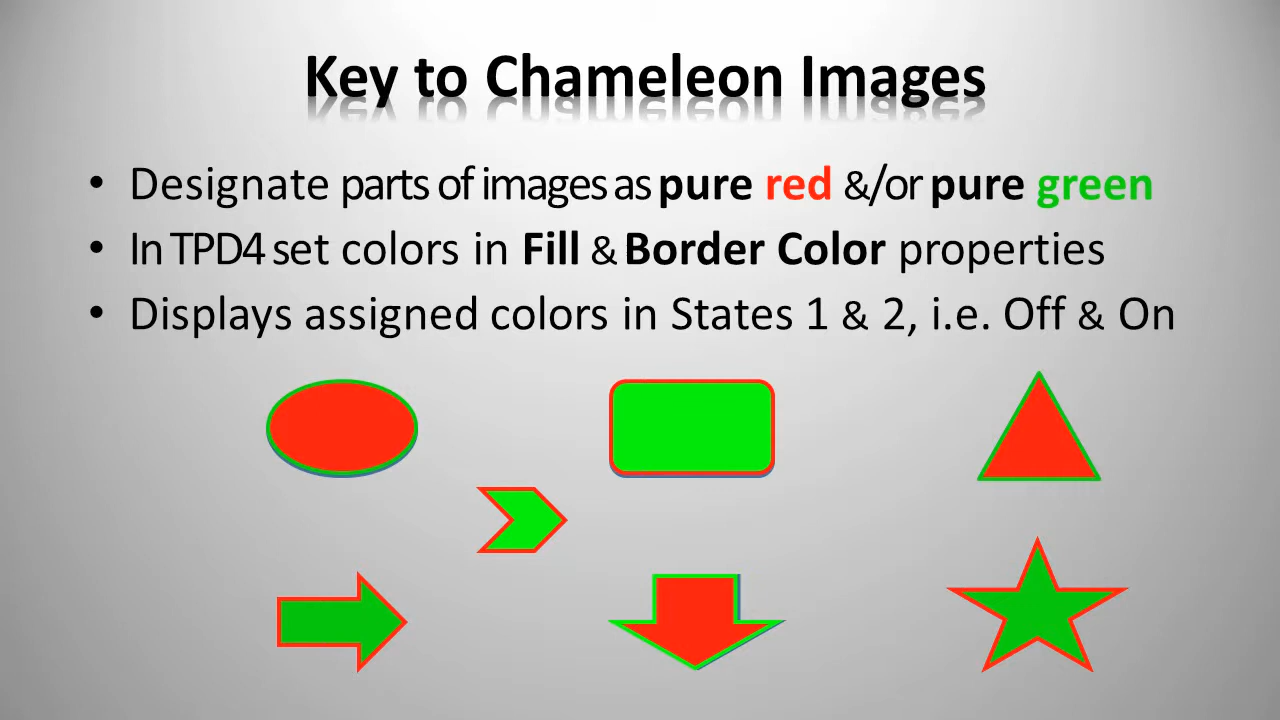 Key to Chameleon Images
• Designate parts of images as pure red &/or pure green
• In TPD4 set colors in Fill & Border Color properties
• Displays assigned colors in States 1 & 2, i.e. Off & On